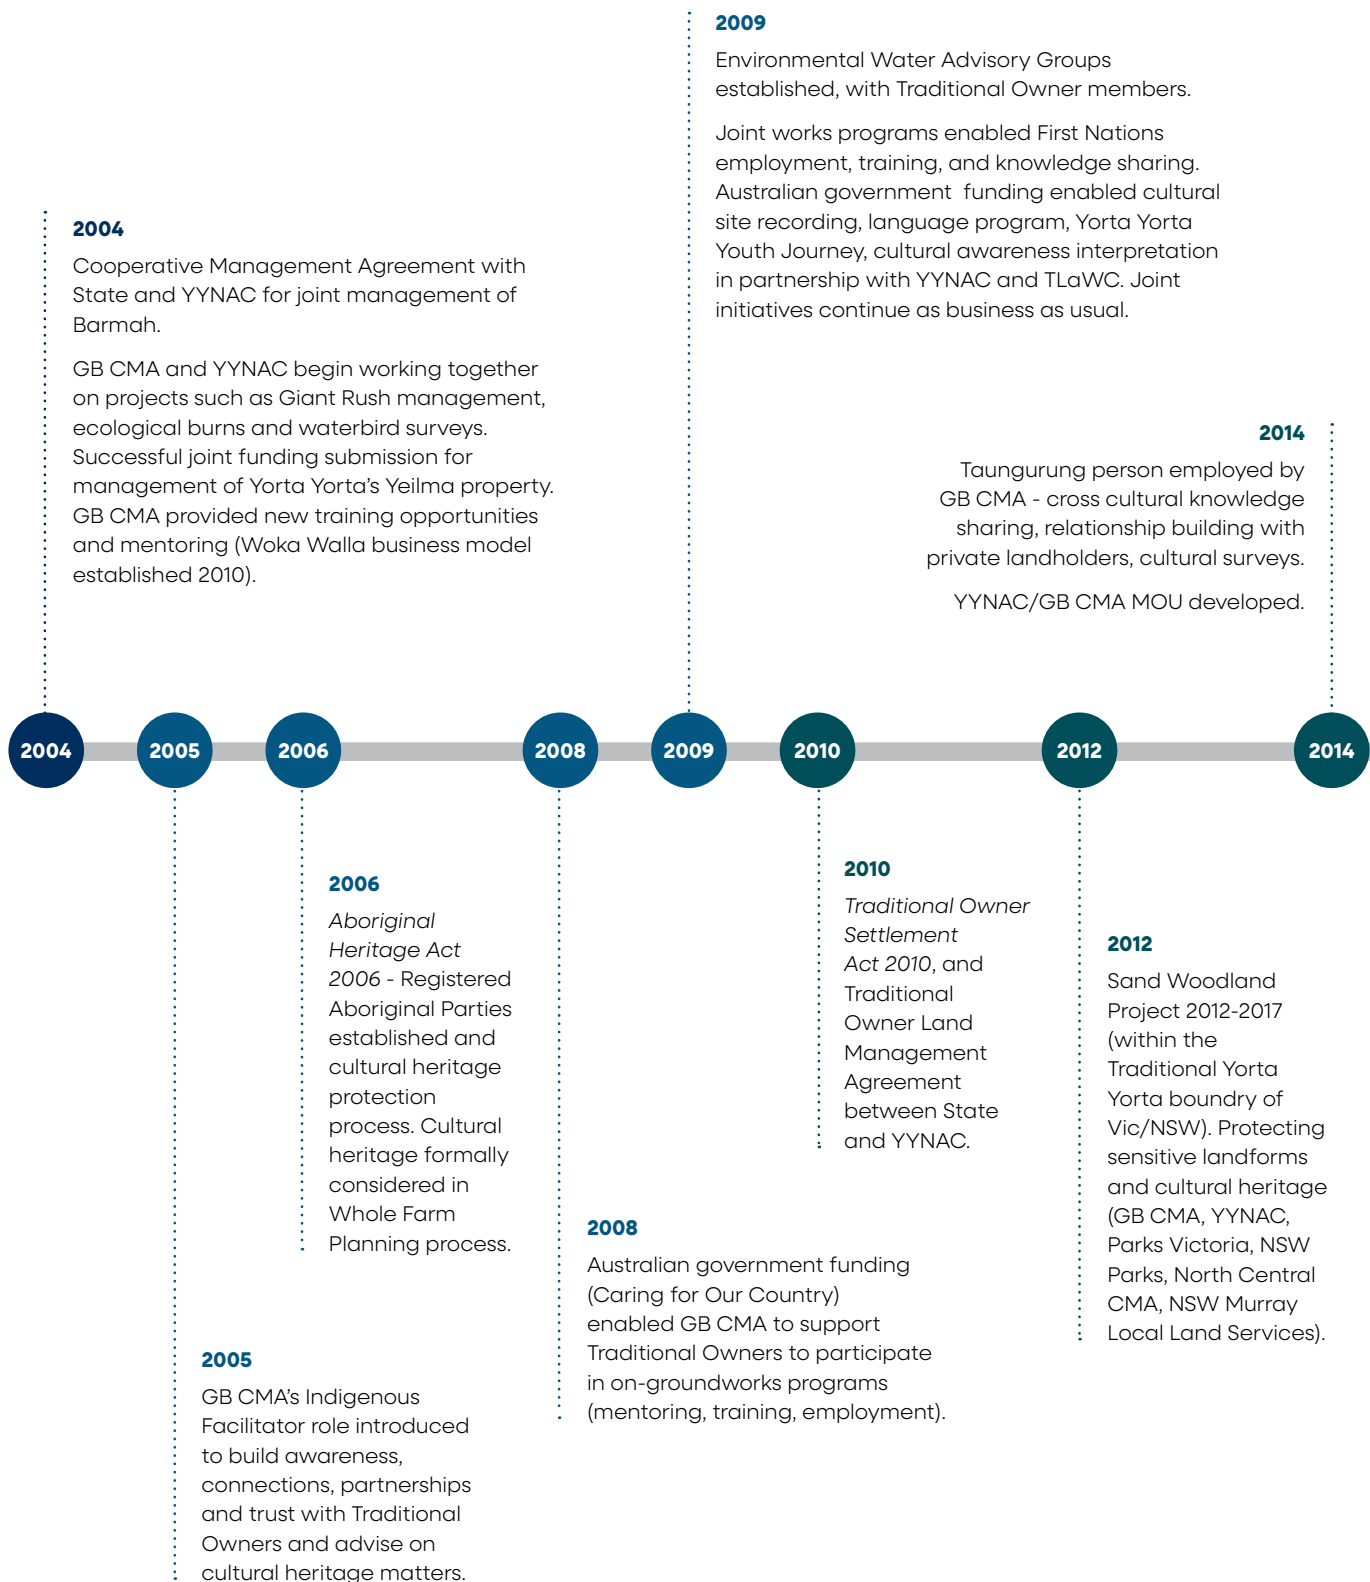 2009
Environmental Water Advisory Groups
established, with Traditional Owner members.
Joint works programs enabled First Nations
employment, training, and knowledge sharing.
Australian government  funding enabled cultural
site recording, language program, Yorta Yorta
Youth Journey, cultural awareness interpretation
in partnership with YYNAC and TLaWC. Joint
initiatives continue as business as usual.
2004
Cooperative Management Agreement with
State and YYNAC for joint management of
Barmah.
GB CMA and YYNAC begin working together
on projects such as Giant Rush management,
ecological burns and waterbird surveys.
Successful joint funding submission for
management of Yorta Yorta’s Yeilma property.
GB CMA provided new training opportunities
and mentoring (Woka Walla business model
established 2010).
2014
Taungurung person employed by
GB CMA - cross cultural knowledge
sharing, relationship building with
private landholders, cultural surveys.
YYNAC/GB CMA MOU developed.
2004 2005 2006 2008 2009 2010 2012 2014
2006
Aboriginal
Heritage Act
2006 - Registered
Aboriginal Parties
established and
cultural heritage
protection
process. Cultural
heritage formally
considered in
Whole Farm
Planning process.
2010
Traditional Owner
Settlement
Act 2010, and
Traditional
Owner Land
Management
Agreement
between State
and YYNAC.
2012
Sand Woodland
Project 2012-2017
(within the
Traditional Yorta
Yorta boundry of
Vic/NSW). Protecting
sensitive landforms
and cultural heritage
(GB CMA, YYNAC,
Parks Victoria, NSW
Parks, North Central
CMA, NSW Murray
Local Land Services).
2008
Australian government funding
(Caring for Our Country)
enabled GB CMA to support
Traditional Owners to participate
in on-groundworks programs
(mentoring, training, employment).
2005
GB CMA’s Indigenous
Facilitator role introduced
to build awareness,
connections, partnerships
and trust with Traditional
Owners and advise on
cultural heritage matters.